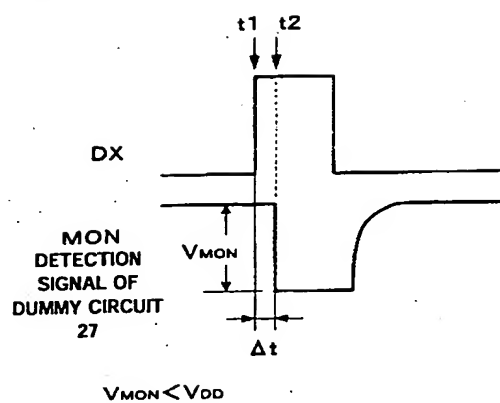 t1 t2
DX
MON
DETECTION
SIGNAL OF
DUMMY CIRCUIT
27
VMON
Δt
VMON<VDD